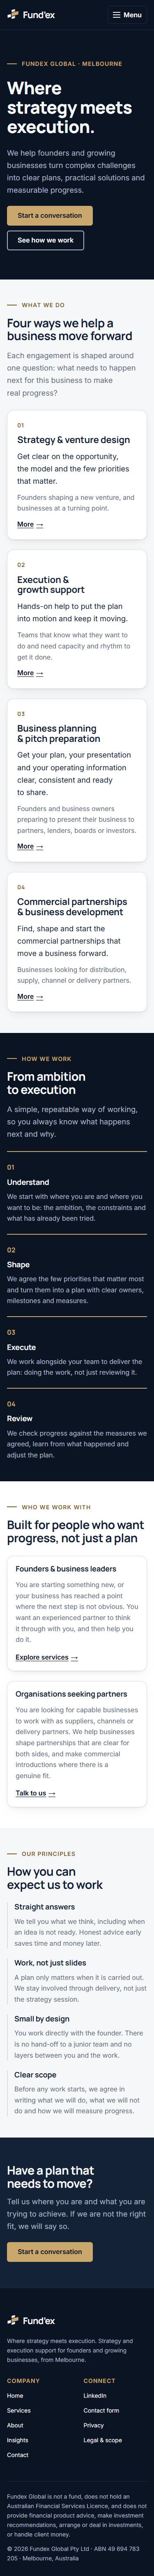 Fund'ex
Menu
FUNDEX GLOBAL · MELBOURNE
Where
strategy meets
execution.
We help founders and growing
businesses turn complex challenges
into clear plans, practical solutions and
measurable progress.
Start a conversation
See how we work
WHAT WE DO
Four ways we help a
business move forward
Each engagement is shaped around
one question: what needs to happen
next for this business to make
real progress?
01
Strategy & venture design
Get clear on the opportunity,
the model and the few priorities
that matter.
Founders shaping a new venture, and
businesses at a turning point.
More →
02
Execution &
growth support
Hands-on help to put the plan
into motion and keep it moving.
Teams that know what they want to
do and need capacity and rhythm to
get it done.
More →
03
Business planning
& pitch preparation
Get your plan, your presentation
and your operating information
clear, consistent and ready
to share.
Founders and business owners
preparing to present their business to
partners, lenders, boards or investors.
More →
04
Commercial partnerships
& business development
Find, shape and start the
commercial partnerships that
move a business forward.
Businesses looking for distribution,
supply, channel or delivery partners.
More →
HOW WE WORK
From ambition
to execution
A simple, repeatable way of working,
so you always know what happens
next and why.
01
Understand
We start with where you are and where you
want to be: the ambition, the constraints and
what has already been tried.
02
Shape
We agree the few priorities that matter most
and turn them into a plan with clear owners,
milestones and measures.
03
Execute
We work alongside your team to deliver the
plan: doing the work, not just reviewing it.
04
Review
We check progress against the measures we
agreed, learn from what happened and
adjust the plan.
WHO WE WORK WITH
Built for people who want
progress, not just a plan
Founders & business leaders
You are starting something new, or
your business has reached a point
where the next step is not obvious. You
want an experienced partner to think
it through with you, and then help you
do it.
Explore services →
Organisations seeking partners
You are looking for capable businesses
to work with as suppliers, channels or
delivery partners. We help businesses
shape partnerships that are clear for
both sides, and make commercial
introductions where there is a
genuine fit.
Talk to us →
OUR PRINCIPLES
How you can
expect us to work
Straight answers
We tell you what we think, including when
an idea is not ready. Honest advice early
saves time and money later.
Work, not just slides
A plan only matters when it is carried out.
We stay involved through delivery, not just
the strategy session.
Small by design
You work directly with the founder. There
is no hand-off to a junior team and no
layers between you and the work.
Clear scope
Before any work starts, we agree in
writing what we will do, what we will not
do and how we will measure progress.
Have a plan that
needs to move?
Tell us where you are and what you are
trying to achieve. If we are not the right
fit, we will say so.
Start a conversation
Fund'ex
Where strategy meets execution. Strategy and
execution support for founders and growing
businesses, from Melbourne.
COMPANY
Home
Services
About
Insights
Contact
CONNECT
LinkedIn
Contact form
Privacy
Legal & scope
Fundex Global is not a fund, does not hold an
Australian Financial Services Licence, and does not
provide financial product advice, make investment
recommendations, arrange or deal in investments,
or handle client money.
© 2026 Fundex Global Pty Ltd · ABN 49 694 763
205 · Melbourne, Australia